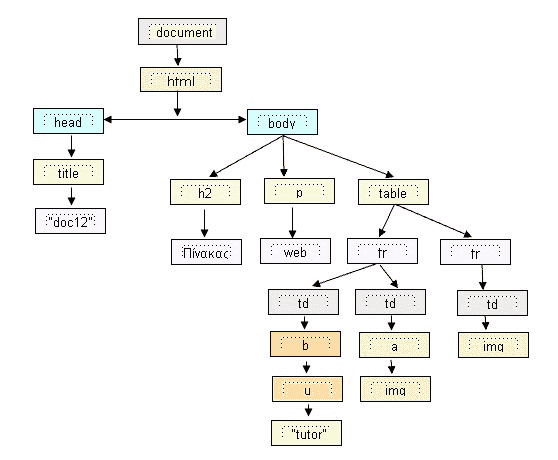 document
html
head
body
title
h2
p
table
"doc12"
Πίνακας
web
tr
tr
td
td
td
b
a
img
u
img
"tutor"